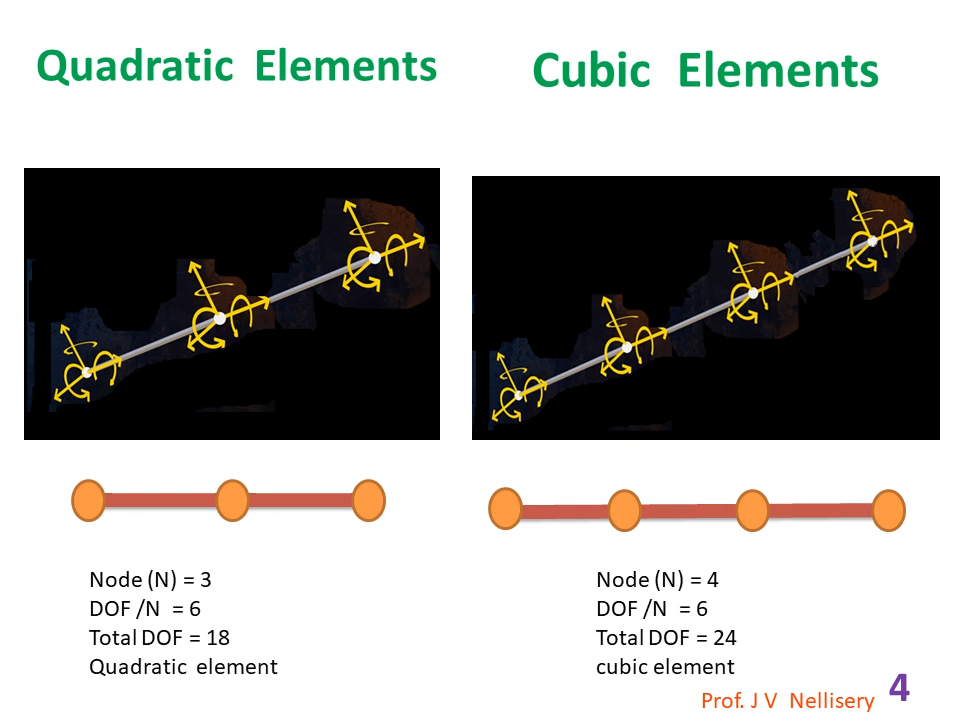 Quadratic Elements
Cubic Elements
Node (N) = 3
DOF /N = 6
Total DOF = 18
Quadratic element
Node (N) = 4
DOF /N = 6
Total DOF = 24
cubic element
Prof. J V Nellisery
4